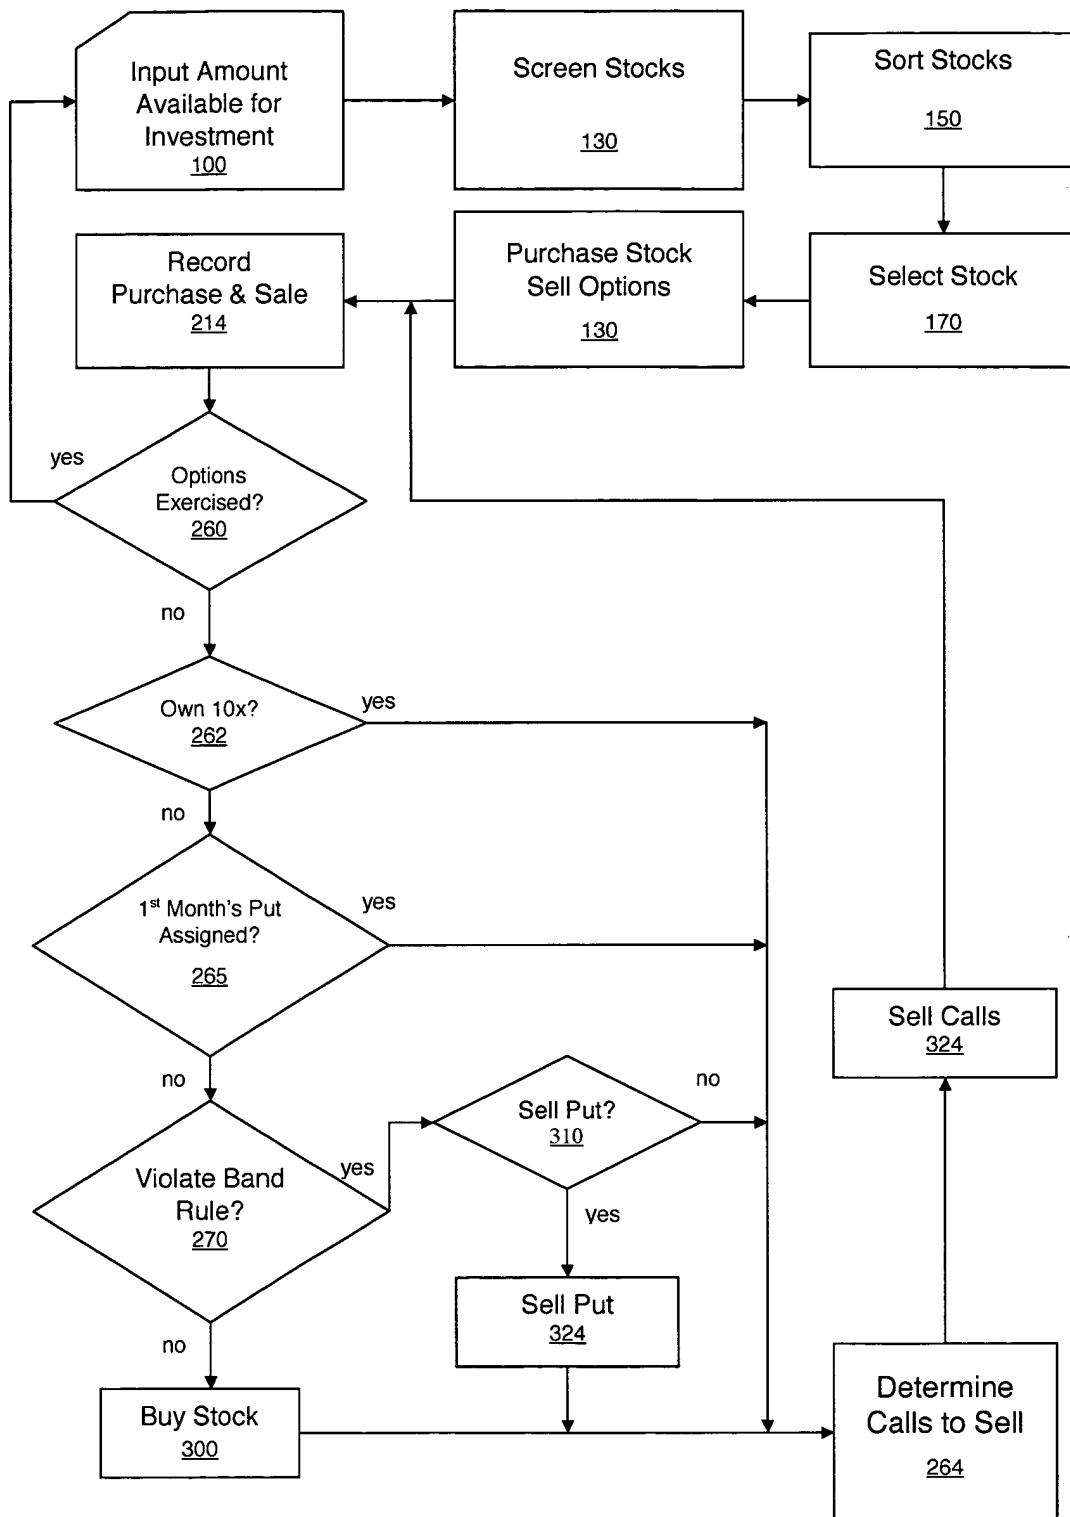 Input Amount
Available for
Investment
100
Screen Stocks
130
Sort Stocks
150
Record
Purchase & Sale
214
Purchase Stock
Sell Options
130
Select Stock
170
yes
Options
Exercised?
260
no
Own 10x?
262
yes
no
1st Month's Put
Assigned?
265
yes
no
Sell Calls
324
Sell Put?
310
no
Violate Band
Rule?
270
yes
yes
Sell Put
324
no
Buy Stock
300
Determine
Calls to Sell
264